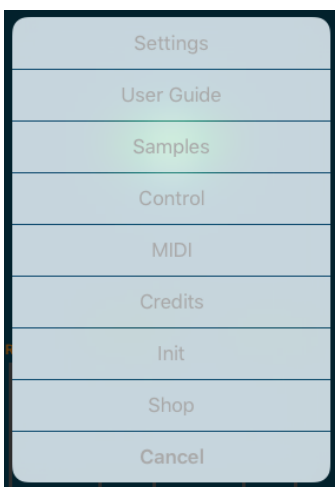 Settings
User Guide
Samples
Control
MIDI
Credits
Init
Shop
Cancel